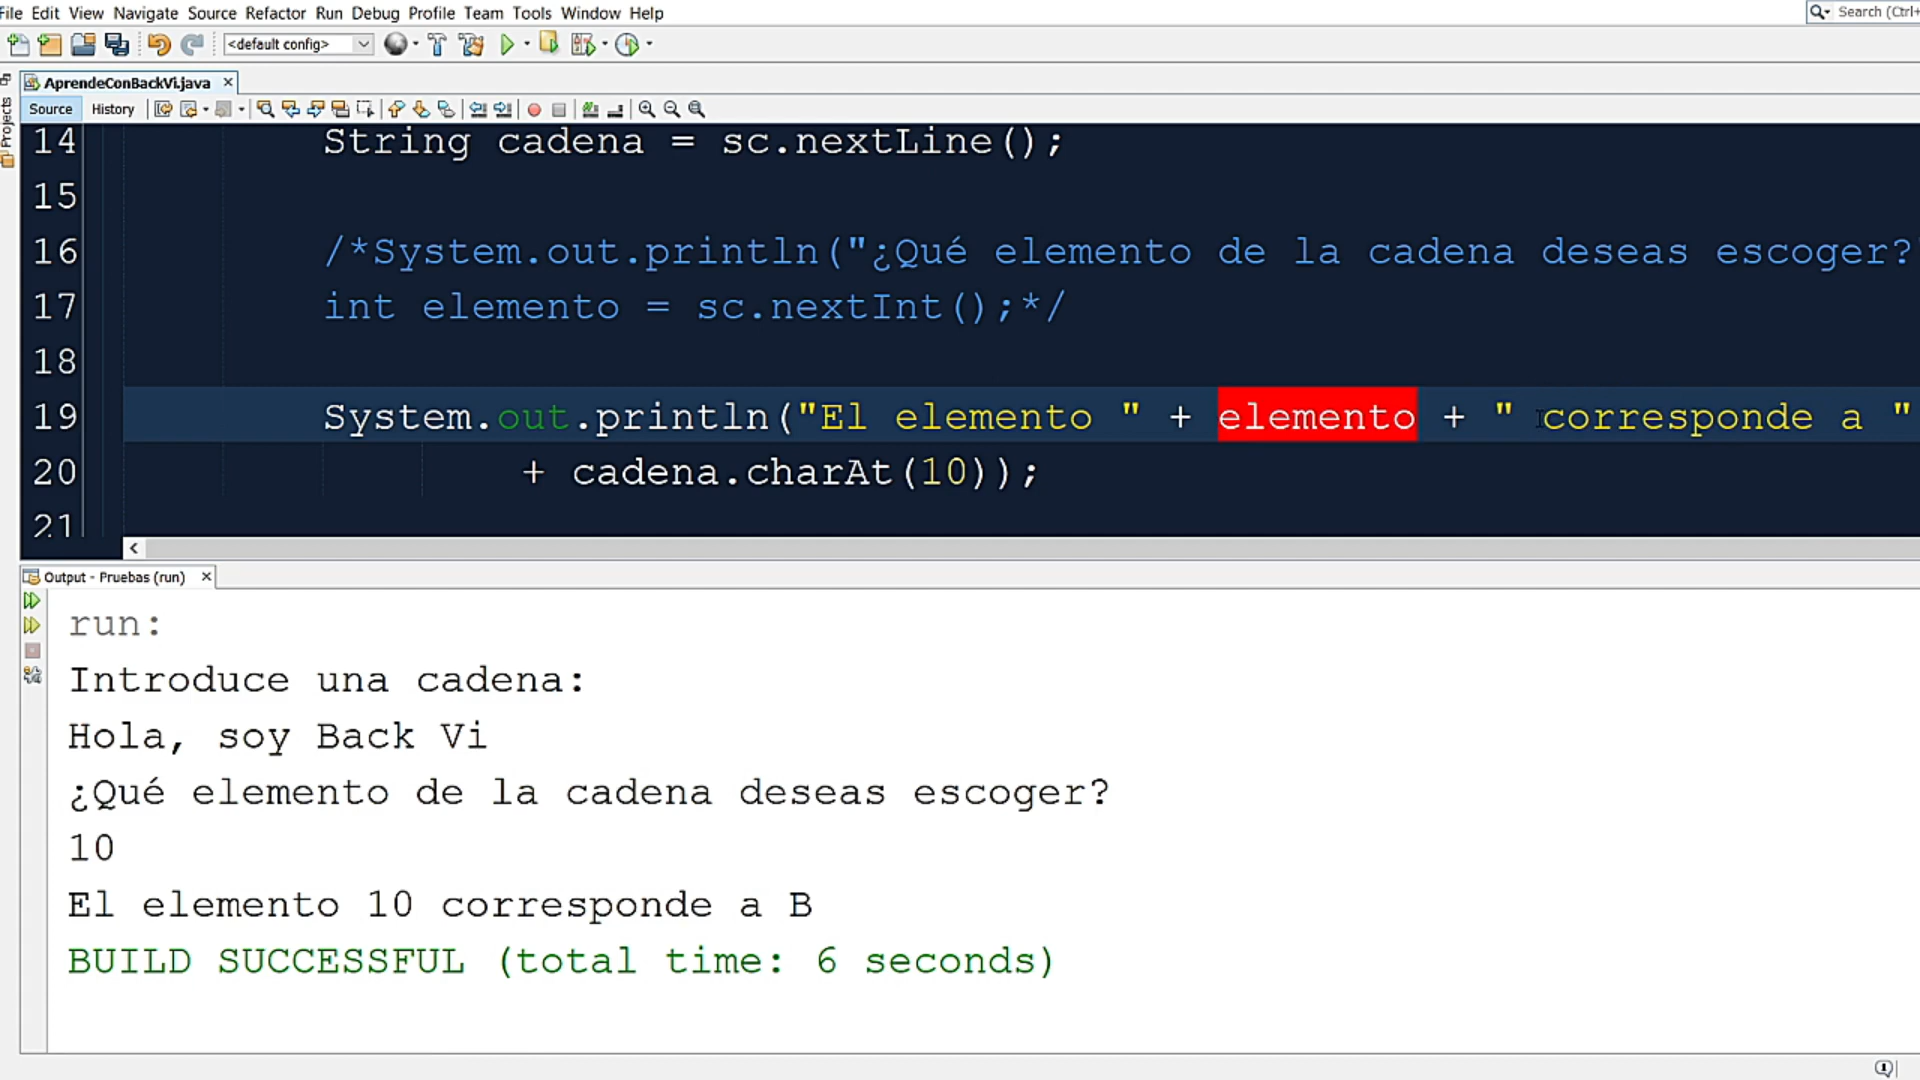 File Edit View Navigate Source Refactor Run Debug Profile Team Tools Window Help
Search (Ctrl+
<default config>
AprendeConBackVi.java
Projects
Source History
14 String cadena = sc.nextLine();
15
16 /*System.out.println("¿Qué elemento de la cadena deseas escoger?
17 int elemento = sc.nextInt();*/
18
19 System.out.println("El elemento " + elemento + " corresponde a "
20 + cadena.charAt(10));
21
Output - Pruebas (run)
run:
Introduce una cadena:
Hola, soy Back Vi
¿Qué elemento de la cadena deseas escoger?
10
El elemento 10 corresponde a B
BUILD SUCCESSFUL (total time: 6 seconds)